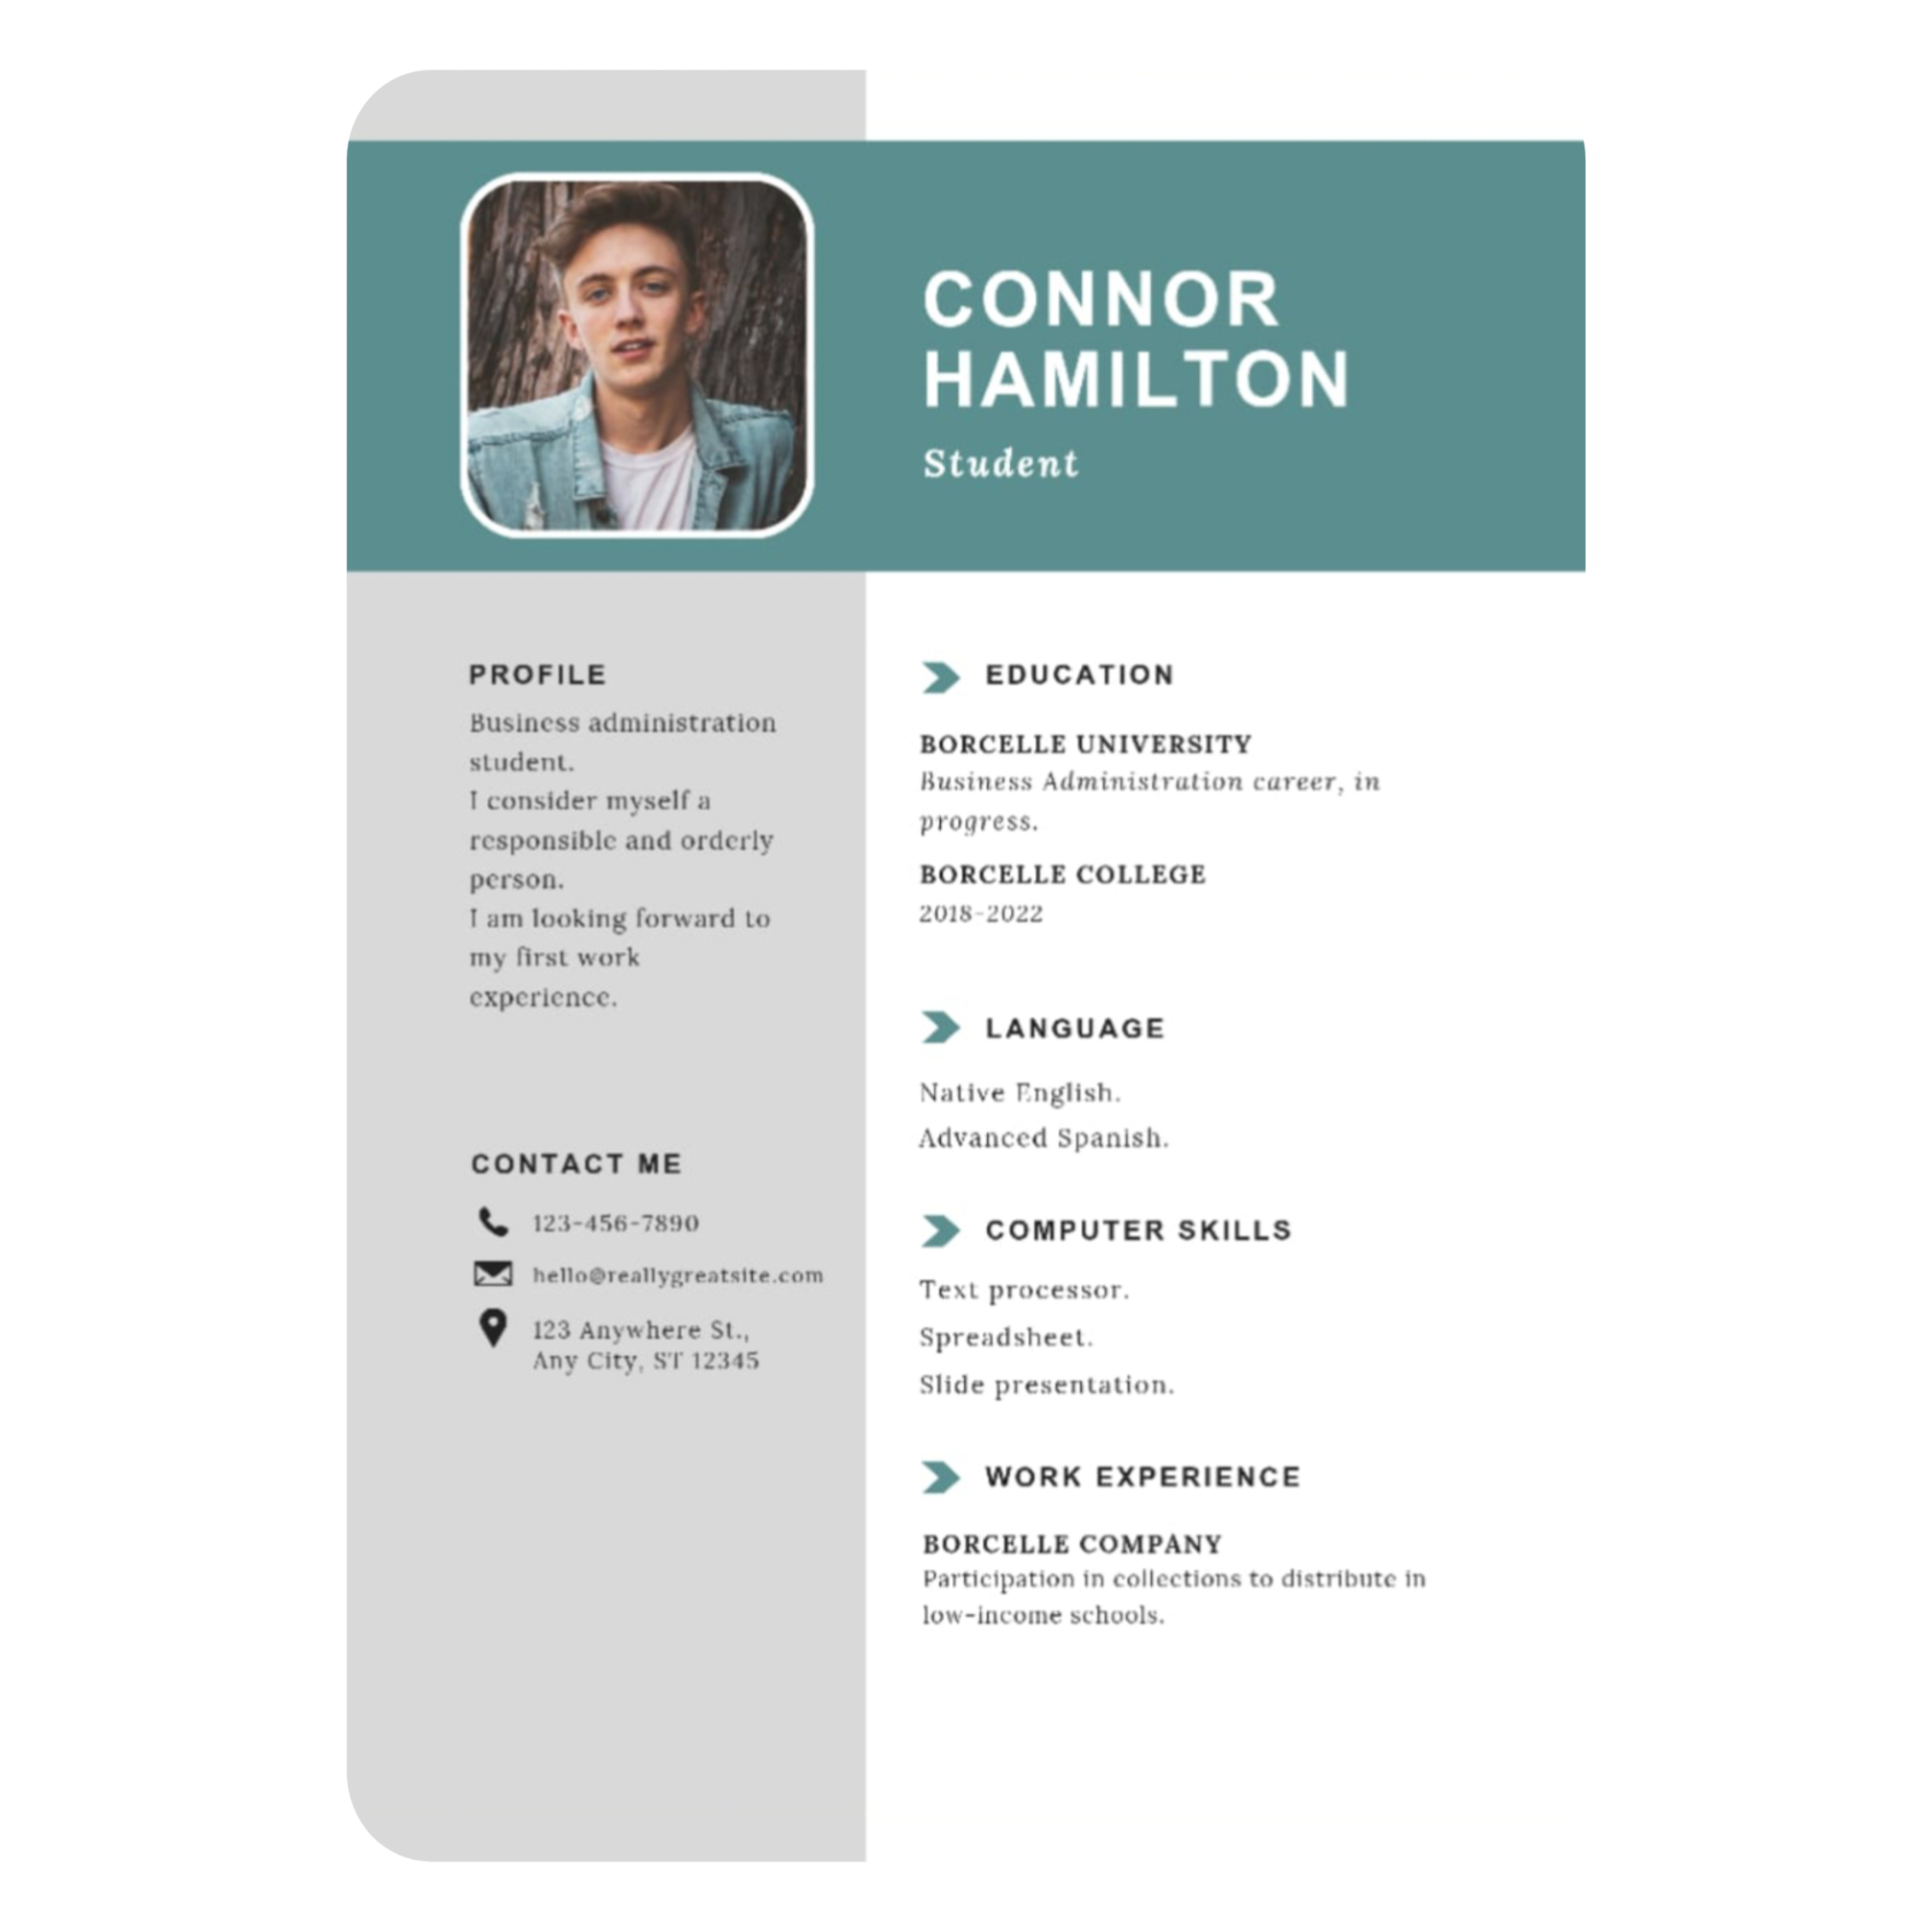 CONNOR
HAMILTON
Student
PROFILE
Business administration
student.
I consider myself a
responsible and orderly
person.
I am looking forward to
my first work
experience.
CONTACT ME
123-456-7890
hello@reallygreatsite.com
123 Anywhere St.,
Any City, ST 12345
EDUCATION
BORCELLE UNIVERSITY
Business Administration career, in
progress.
BORCELLE COLLEGE
2018-2022
LANGUAGE
Native English.
Advanced Spanish.
COMPUTER SKILLS
Text processor.
Spreadsheet.
Slide presentation.
WORK EXPERIENCE
BORCELLE COMPANY
Participation in collections to distribute in
low-income schools.